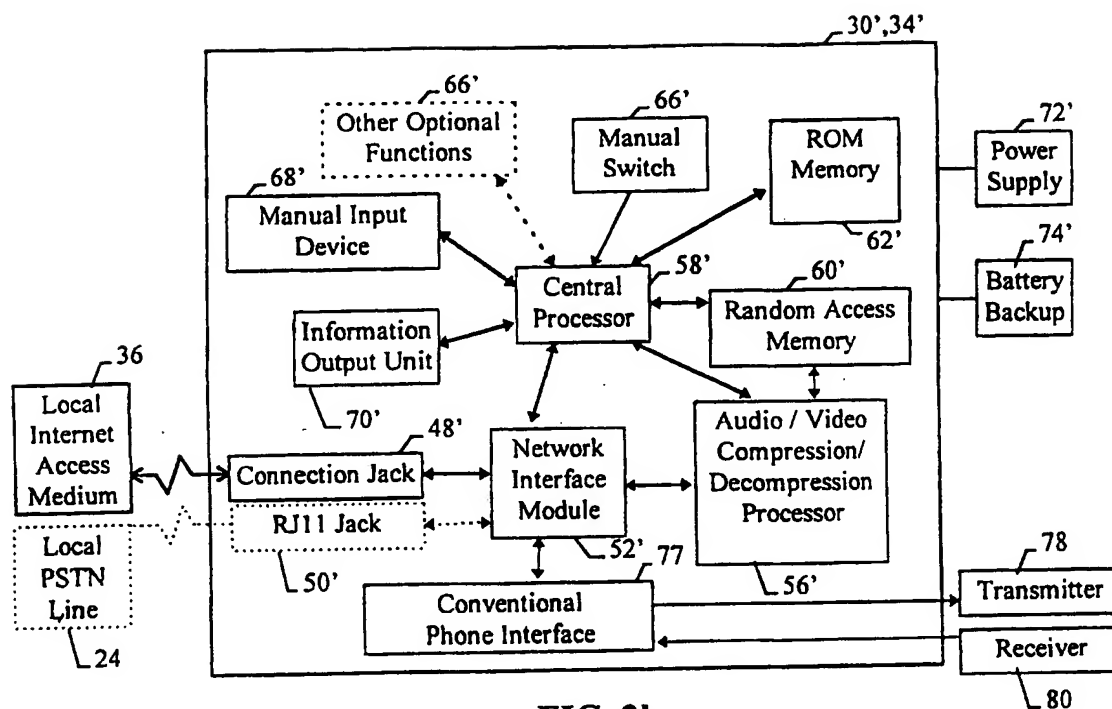 30',34'
66'
Other Optional
Functions
66'
Manual
Switch
ROM
Memory
62'
72'
Power
Supply
68'
Manual Input
Device
58'
Central
Processor
60'
Random Access
Memory
74'
Battery
Backup
Information
Output Unit
70'
36
Local
Internet
Access
Medium
48'
Connection Jack
Network
Interface
Module
52'
Audio / Video
Compression/
Decompression
Processor
56'
RJ11 Jack
50'
Local
PSTN
Line
24
77
Conventional
Phone Interface
78
Transmitter
Receiver
80